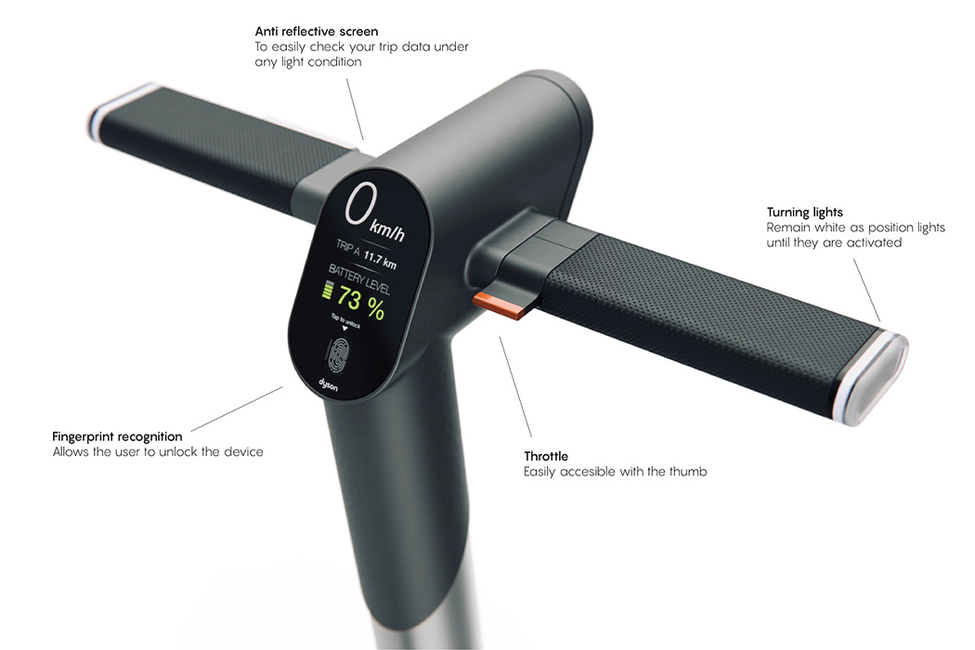 Anti reflective screen
To easily check your trip data under
any light condition
0
km/h
TRIP A 11.7 km
BATTERY LEVEL
73 %
Tap to unlock
dyson
Turning lights
Remain white as position lights
until they are activated
Fingerprint recognition
Allows the user to unlock the device
Throttle
Easily accesible with the thumb